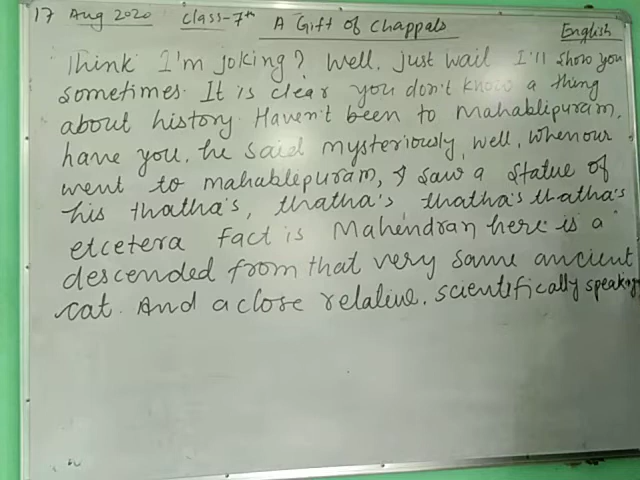 17 Aug 2020 Class-7th A Gift of Chappals English
Think I'm joking? Well, just wait I'll show you
sometimes. It is clear you don't know a thing
about history. Haven't been to Mahablipuram,
have you, he said mysteriously, well, when our
went to mahablepuram, I saw a statue of
his thatha's, thatha's thatha's thatha's
etcetera Fact is Mahendran here is a
descended from that very same ancient
cat. And a close relative, scientifically speaking